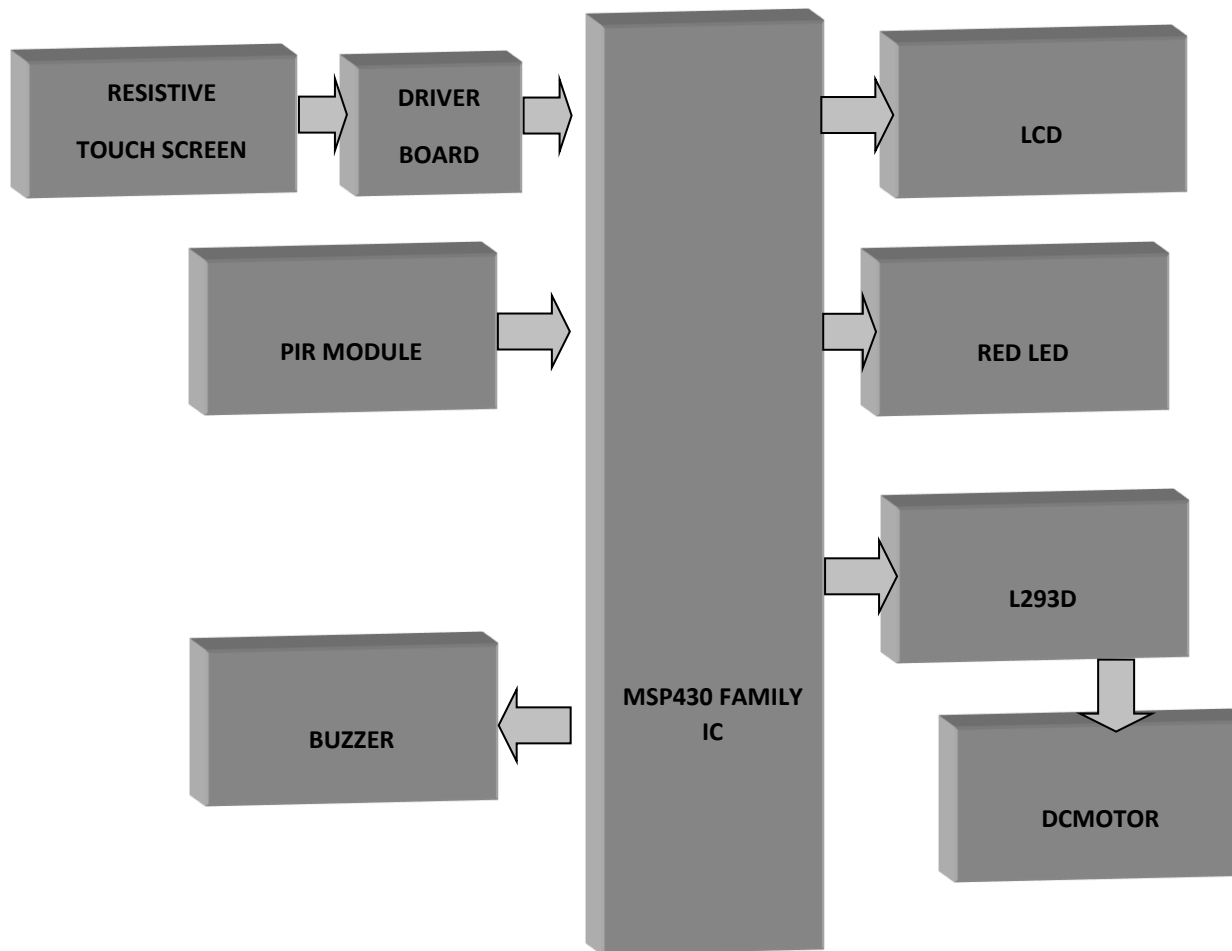 RESISTIVE
TOUCH SCREEN
DRIVER
BOARD
LCD
PIR MODULE
RED LED
L293D
MSP430 FAMILY
IC
BUZZER
DCMOTOR